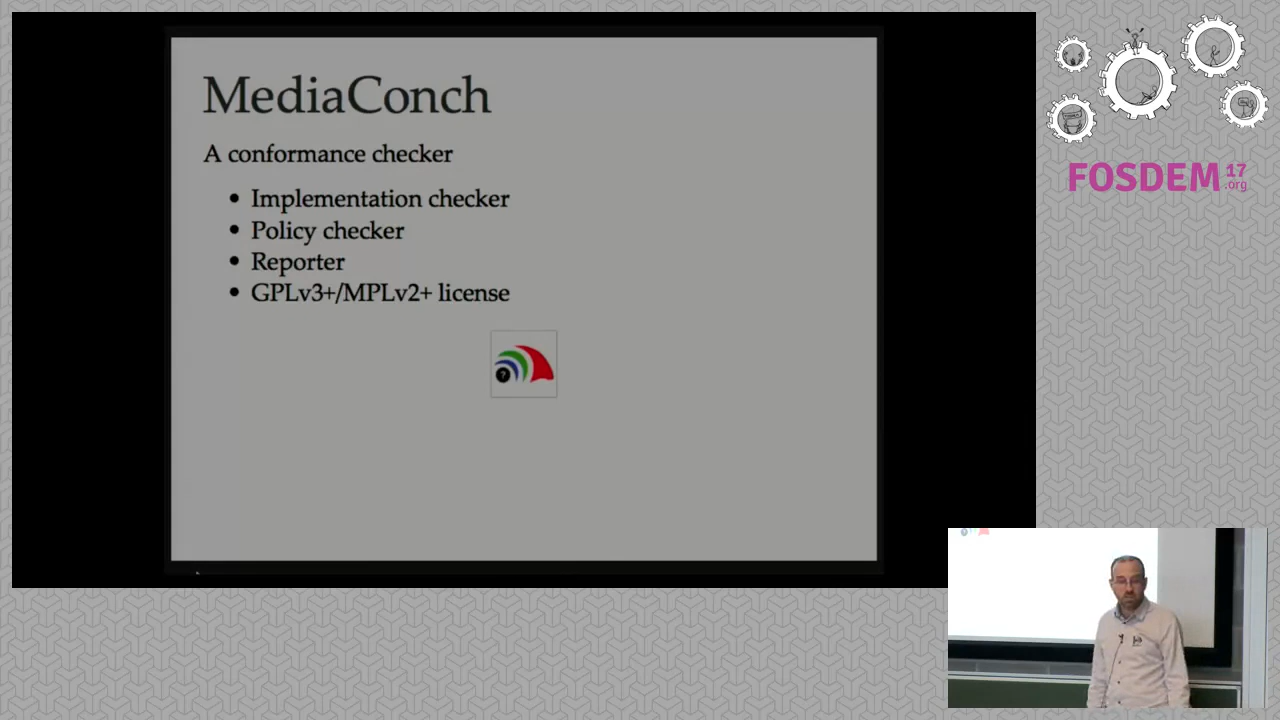 MediaConch
A conformance checker
• Implementation checker
• Policy checker
• Reporter
• GPLv3+/MPLv2+ license
?
FOSDEM 17
.org